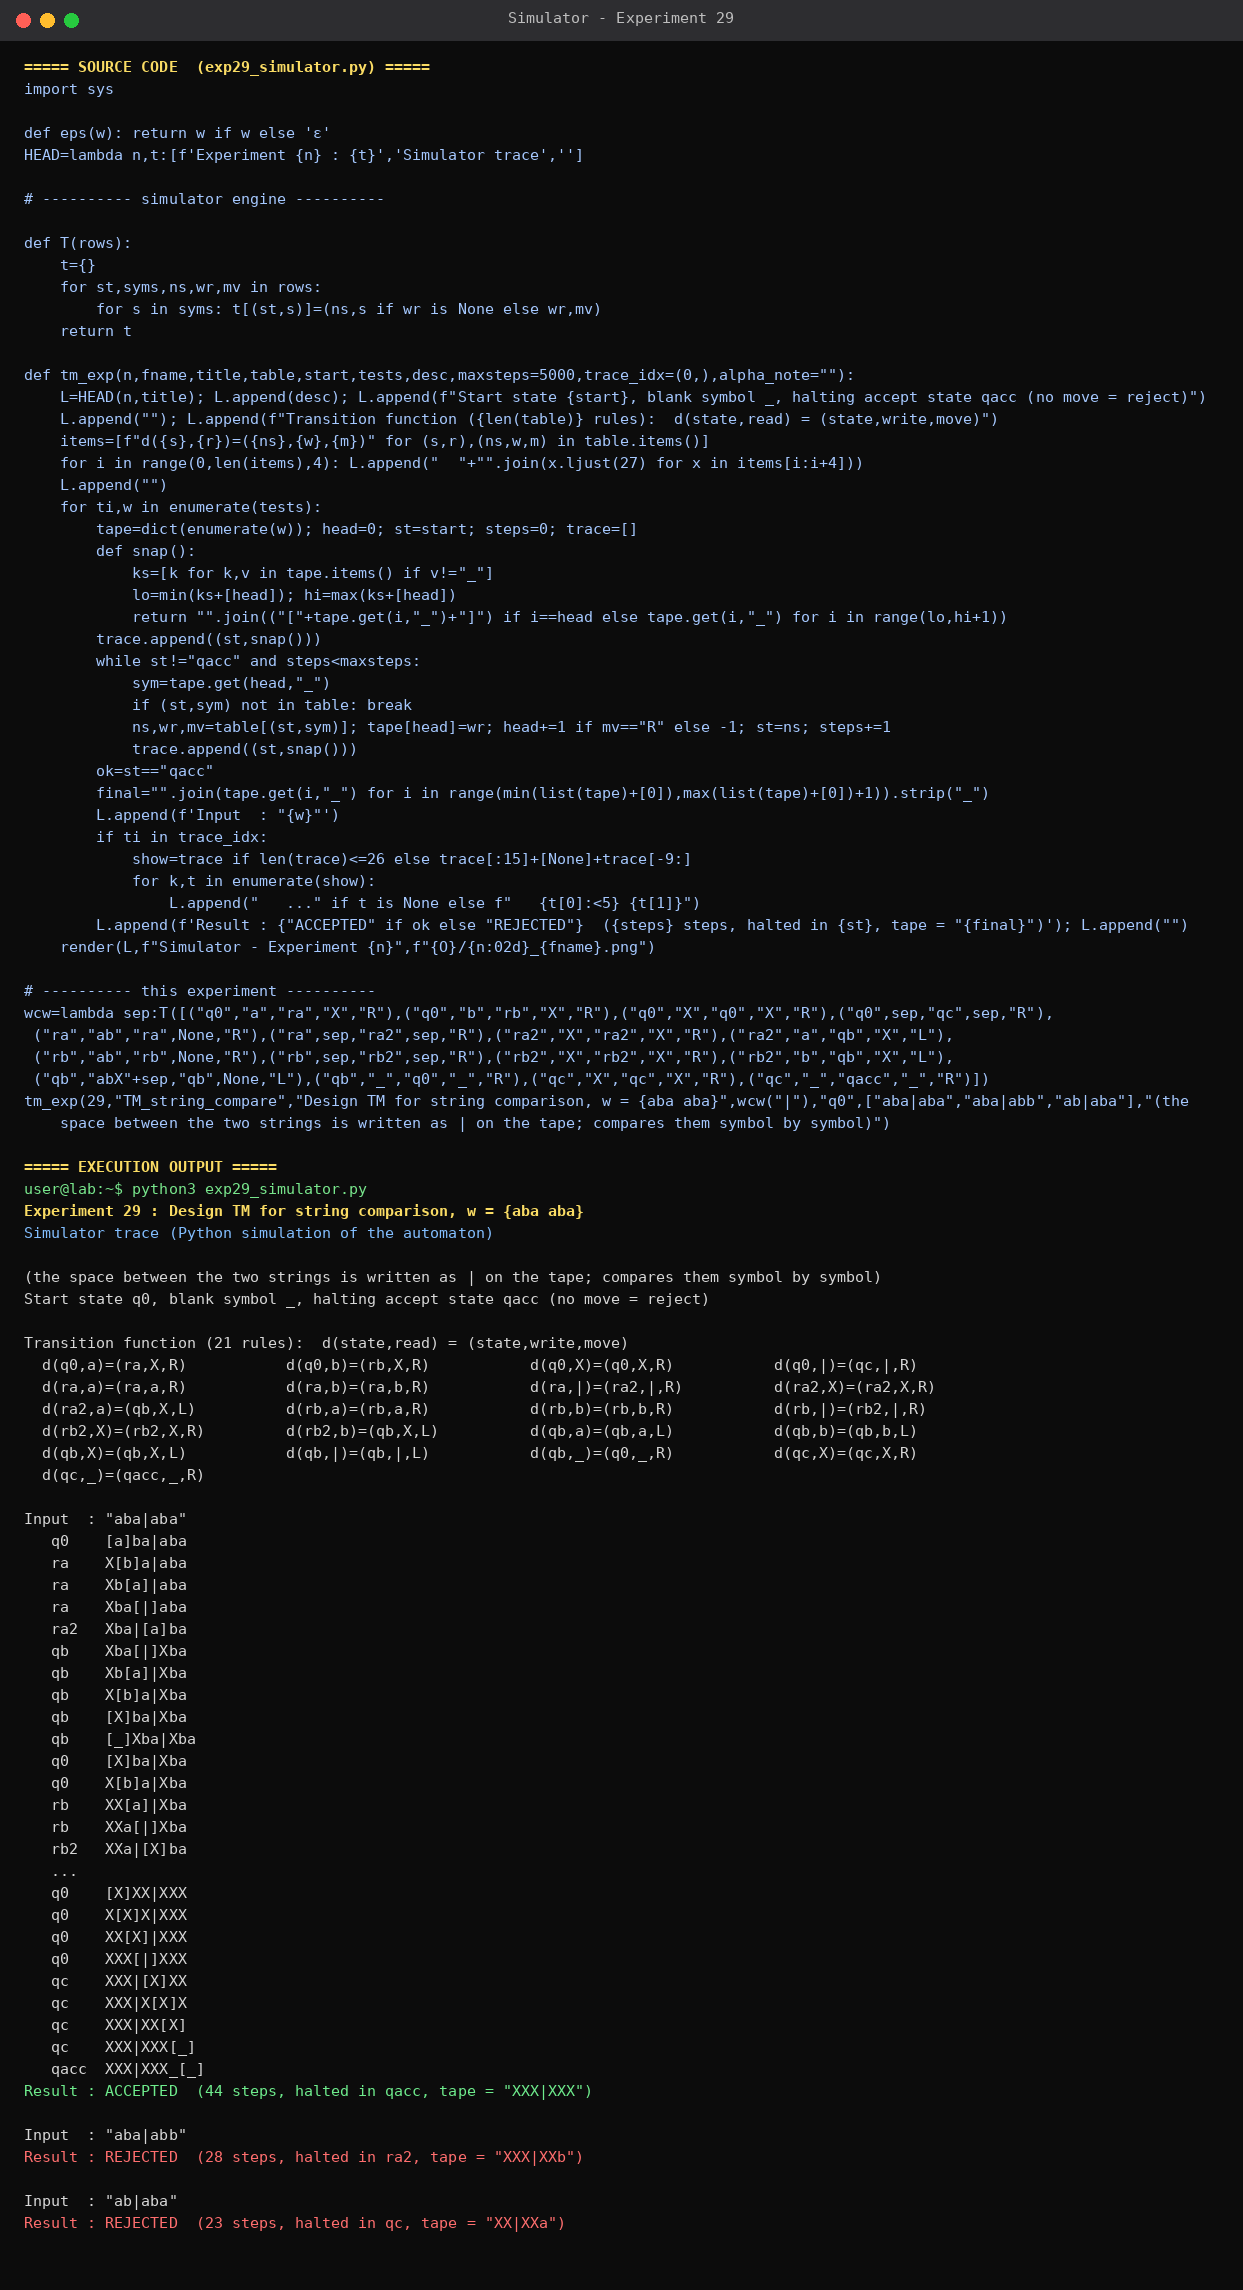 Simulator - Experiment 29
===== SOURCE CODE  (exp29_simulator.py) =====
import sys

def eps(w): return w if w else 'ε'
HEAD=lambda n,t:[f'Experiment {n} : {t}','Simulator trace','']

# ---------- simulator engine ----------

def T(rows):
    t={}
    for st,syms,ns,wr,mv in rows:
        for s in syms: t[(st,s)]=(ns,s if wr is None else wr,mv)
    return t

def tm_exp(n,fname,title,table,start,tests,desc,maxsteps=5000,trace_idx=(0,),alpha_note=""):
    L=HEAD(n,title); L.append(desc); L.append(f"Start state {start}, blank symbol _, halting accept state qacc (no move = reject)")
    L.append(""); L.append(f"Transition function ({len(table)} rules):  d(state,read) = (state,write,move)")
    items=[f"d({s},{r})=({ns},{w},{m})" for (s,r),(ns,w,m) in table.items()]
    for i in range(0,len(items),4): L.append("  "+"".join(x.ljust(27) for x in items[i:i+4]))
    L.append("")
    for ti,w in enumerate(tests):
        tape=dict(enumerate(w)); head=0; st=start; steps=0; trace=[]
        def snap():
            ks=[k for k,v in tape.items() if v!="_"]
            lo=min(ks+[head]); hi=max(ks+[head])
            return "".join(("["+tape.get(i,"_")+"]") if i==head else tape.get(i,"_") for i in range(lo,hi+1))
        trace.append((st,snap()))
        while st!="qacc" and steps<maxsteps:
            sym=tape.get(head,"_")
            if (st,sym) not in table: break
            ns,wr,mv=table[(st,sym)]; tape[head]=wr; head+=1 if mv=="R" else -1; st=ns; steps+=1
            trace.append((st,snap()))
        ok=st=="qacc"
        final="".join(tape.get(i,"_") for i in range(min(list(tape)+[0]),max(list(tape)+[0])+1)).strip("_")
        L.append(f'Input  : "{w}"')
        if ti in trace_idx:
            show=trace if len(trace)<=26 else trace[:15]+[None]+trace[-9:]
            for k,t in enumerate(show):
                L.append("   ..." if t is None else f"   {t[0]:<5} {t[1]}")
        L.append(f'Result : {"ACCEPTED" if ok else "REJECTED"}  ({steps} steps, halted in {st}, tape = "{final}")'); L.append("")
    render(L,f"Simulator - Experiment {n}",f"{O}/{n:02d}_{fname}.png")

# ---------- this experiment ----------
wcw=lambda sep:T([("q0","a","ra","X","R"),("q0","b","rb","X","R"),("q0","X","q0","X","R"),("q0",sep,"qc",sep,"R"),
 ("ra","ab","ra",None,"R"),("ra",sep,"ra2",sep,"R"),("ra2","X","ra2","X","R"),("ra2","a","qb","X","L"),
 ("rb","ab","rb",None,"R"),("rb",sep,"rb2",sep,"R"),("rb2","X","rb2","X","R"),("rb2","b","qb","X","L"),
 ("qb","abX"+sep,"qb",None,"L"),("qb","_","q0","_","R"),("qc","X","qc","X","R"),("qc","_","qacc","_","R")])
tm_exp(29,"TM_string_compare","Design TM for string comparison, w = {aba aba}",wcw("|"),"q0",["aba|aba","aba|abb","ab|aba"],"(the
    space between the two strings is written as | on the tape; compares them symbol by symbol)")

===== EXECUTION OUTPUT =====
user@lab:~$ python3 exp29_simulator.py
Experiment 29 : Design TM for string comparison, w = {aba aba}
Simulator trace (Python simulation of the automaton)

(the space between the two strings is written as | on the tape; compares them symbol by symbol)
Start state q0, blank symbol _, halting accept state qacc (no move = reject)

Transition function (21 rules):  d(state,read) = (state,write,move)
  d(q0,a)=(ra,X,R)           d(q0,b)=(rb,X,R)           d(q0,X)=(q0,X,R)           d(q0,|)=(qc,|,R)
  d(ra,a)=(ra,a,R)           d(ra,b)=(ra,b,R)           d(ra,|)=(ra2,|,R)          d(ra2,X)=(ra2,X,R)
  d(ra2,a)=(qb,X,L)          d(rb,a)=(rb,a,R)           d(rb,b)=(rb,b,R)           d(rb,|)=(rb2,|,R)
  d(rb2,X)=(rb2,X,R)         d(rb2,b)=(qb,X,L)          d(qb,a)=(qb,a,L)           d(qb,b)=(qb,b,L)
  d(qb,X)=(qb,X,L)           d(qb,|)=(qb,|,L)           d(qb,_)=(q0,_,R)           d(qc,X)=(qc,X,R)
  d(qc,_)=(qacc,_,R)

Input  : "aba|aba"
   q0    [a]ba|aba
   ra    X[b]a|aba
   ra    Xb[a]|aba
   ra    Xba[|]aba
   ra2   Xba|[a]ba
   qb    Xba[|]Xba
   qb    Xb[a]|Xba
   qb    X[b]a|Xba
   qb    [X]ba|Xba
   qb    [_]Xba|Xba
   q0    [X]ba|Xba
   q0    X[b]a|Xba
   rb    XX[a]|Xba
   rb    XXa[|]Xba
   rb2   XXa|[X]ba
   ...
   q0    [X]XX|XXX
   q0    X[X]X|XXX
   q0    XX[X]|XXX
   q0    XXX[|]XXX
   qc    XXX|[X]XX
   qc    XXX|X[X]X
   qc    XXX|XX[X]
   qc    XXX|XXX[_]
   qacc  XXX|XXX_[_]
Result : ACCEPTED  (44 steps, halted in qacc, tape = "XXX|XXX")

Input  : "aba|abb"
Result : REJECTED  (28 steps, halted in ra2, tape = "XXX|XXb")

Input  : "ab|aba"
Result : REJECTED  (23 steps, halted in qc, tape = "XX|XXa")